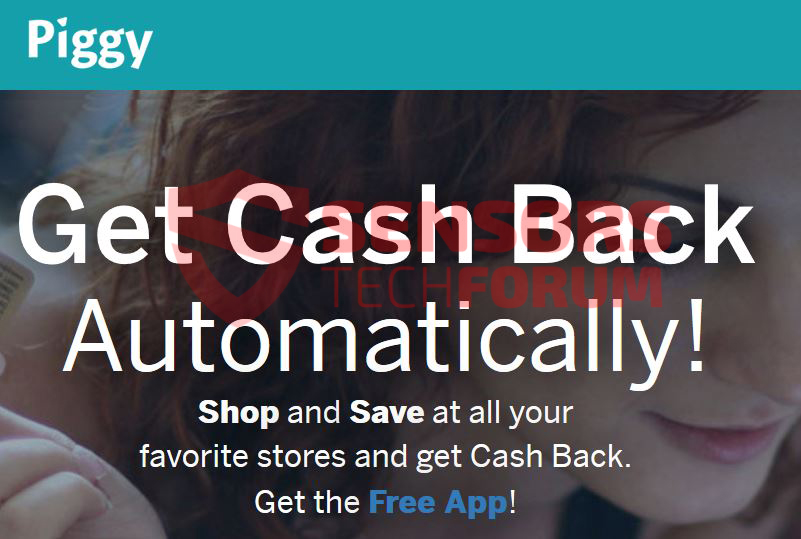 Piggy
Get Cash Back
SENSORS
TECHFORUM
Automatically!
Shop and Save at all your
favorite stores and get Cash Back.
Get the Free App!